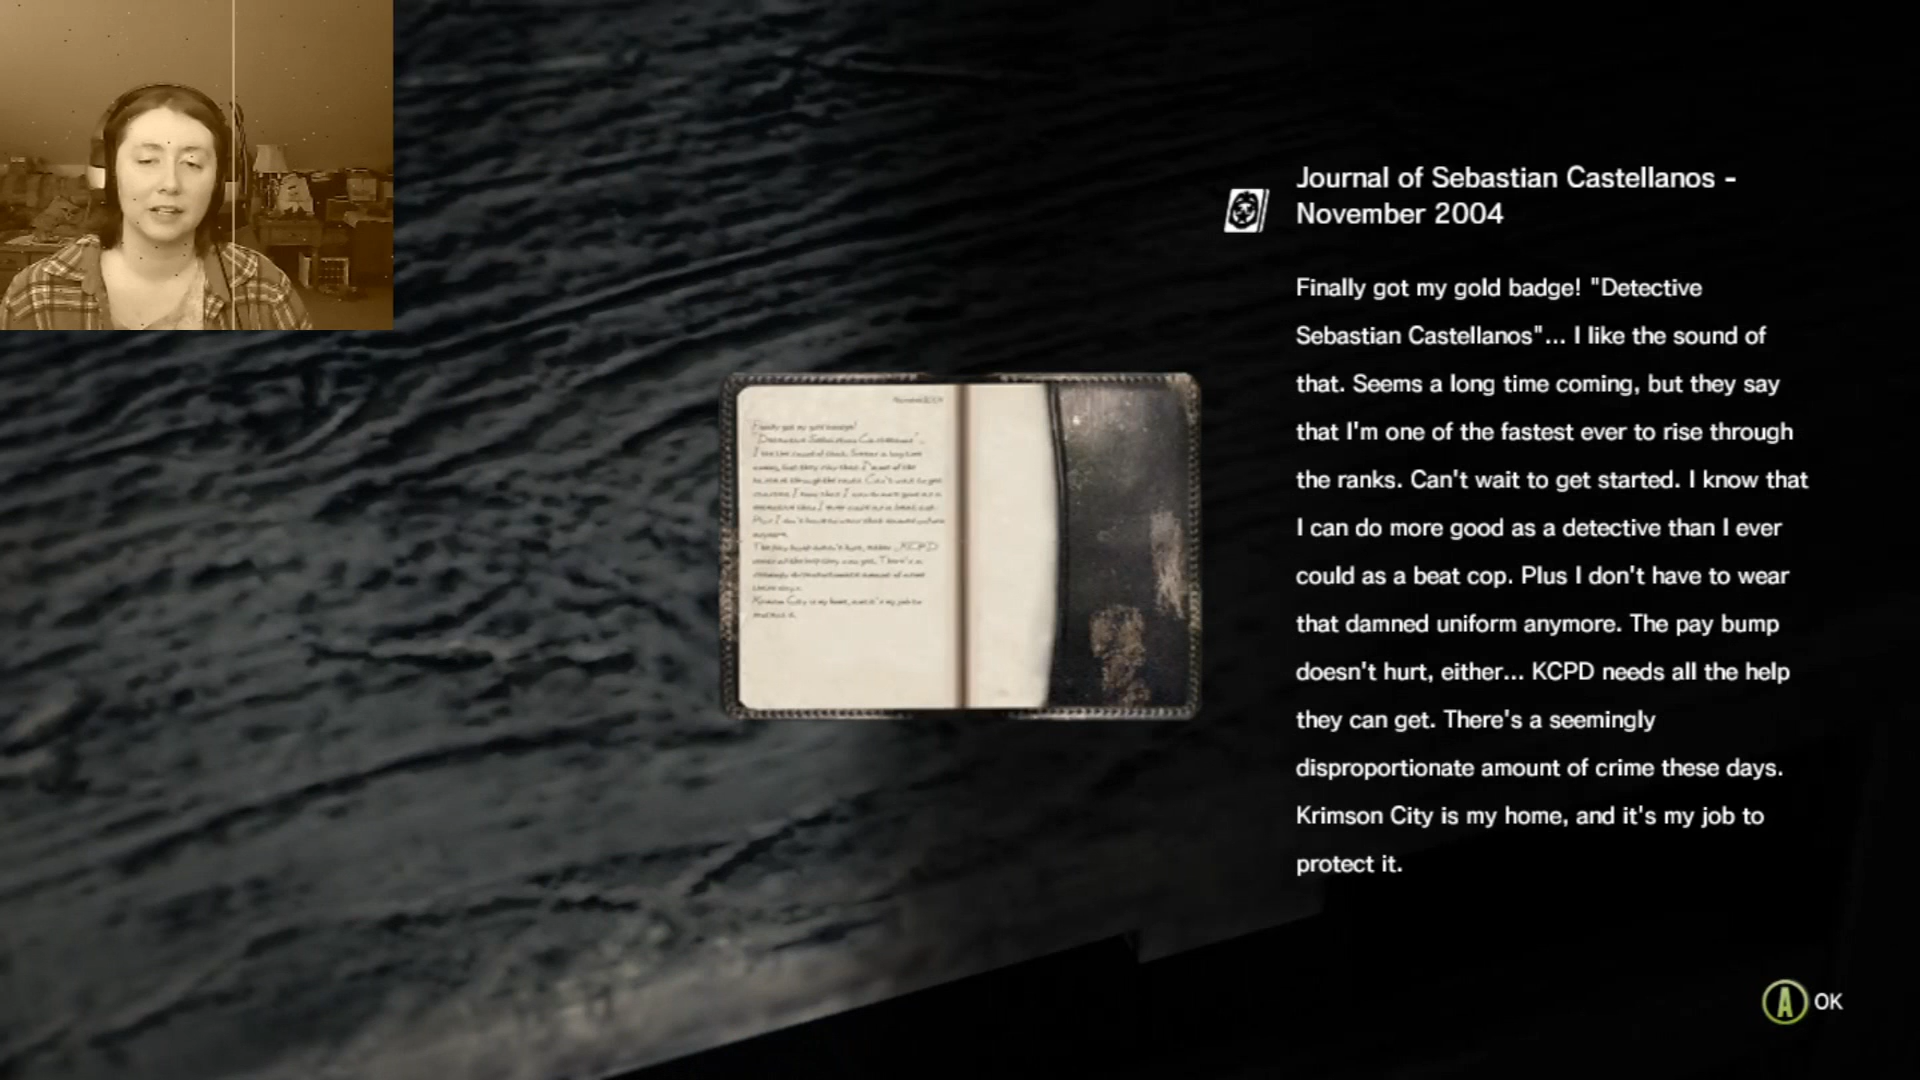 Journal of Sebastian Castellanos -
November 2004
Finally got my gold badge! "Detective
Sebastian Castellanos"... I like the sound of
that. Seems a long time coming, but they say
that I'm one of the fastest ever to rise through
the ranks. Can't wait to get started. I know that
I can do more good as a detective than I ever
could as a beat cop. Plus I don't have to wear
that damned uniform anymore. The pay bump
doesn't hurt, either... KCPD needs all the help
they can get. There's a seemingly
disproportionate amount of crime these days.
Krimson City is my home, and it's my job to
protect it.
A OK